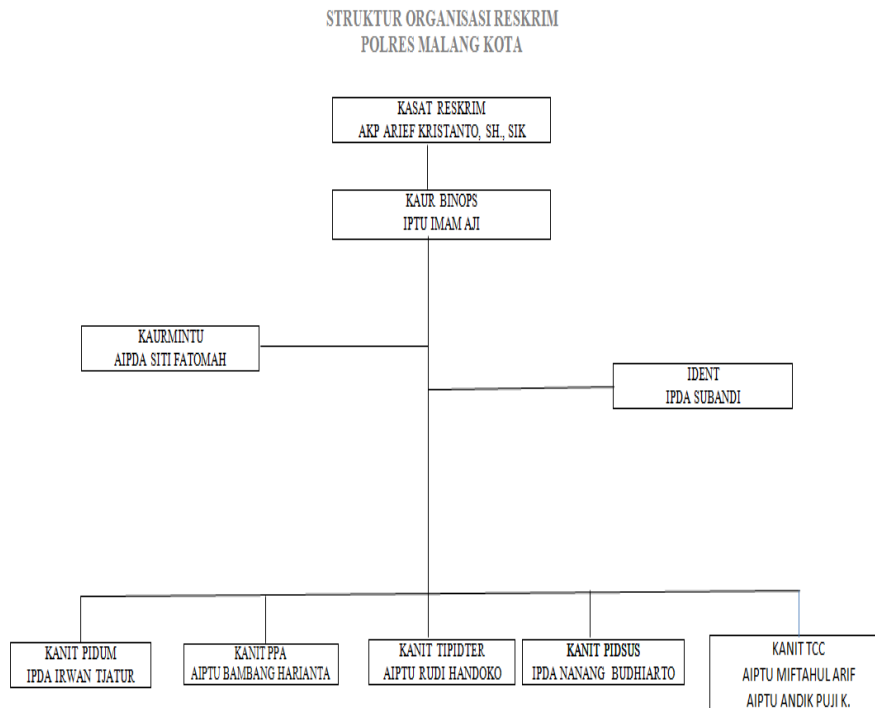 STRUKTUR ORGANISASI RESKRIM
POLRES MALANG KOTA
KASAT RESKRIM
AKP ARIEF KRISTANTO, SH., SIK
KAUR BINOPS
IPTU IMAM AJI
KAURMINTU
AIPDA SITI FATOMAH
IDENT
IPDA SUBANDI
KANIT PIDUM
IPDA IRWAN TJATUR
KANIT PPA
AIPTU BAMBANG HARIANTA
KANIT TIPIDTER
AIPTU RUDI HANDOKO
KANIT PIDSUS
IPDA NANANG BUDHIARTO
KANIT TCC
AIPTU MIFTAHUL ARIF
AIPTU ANDIK PUJI K.